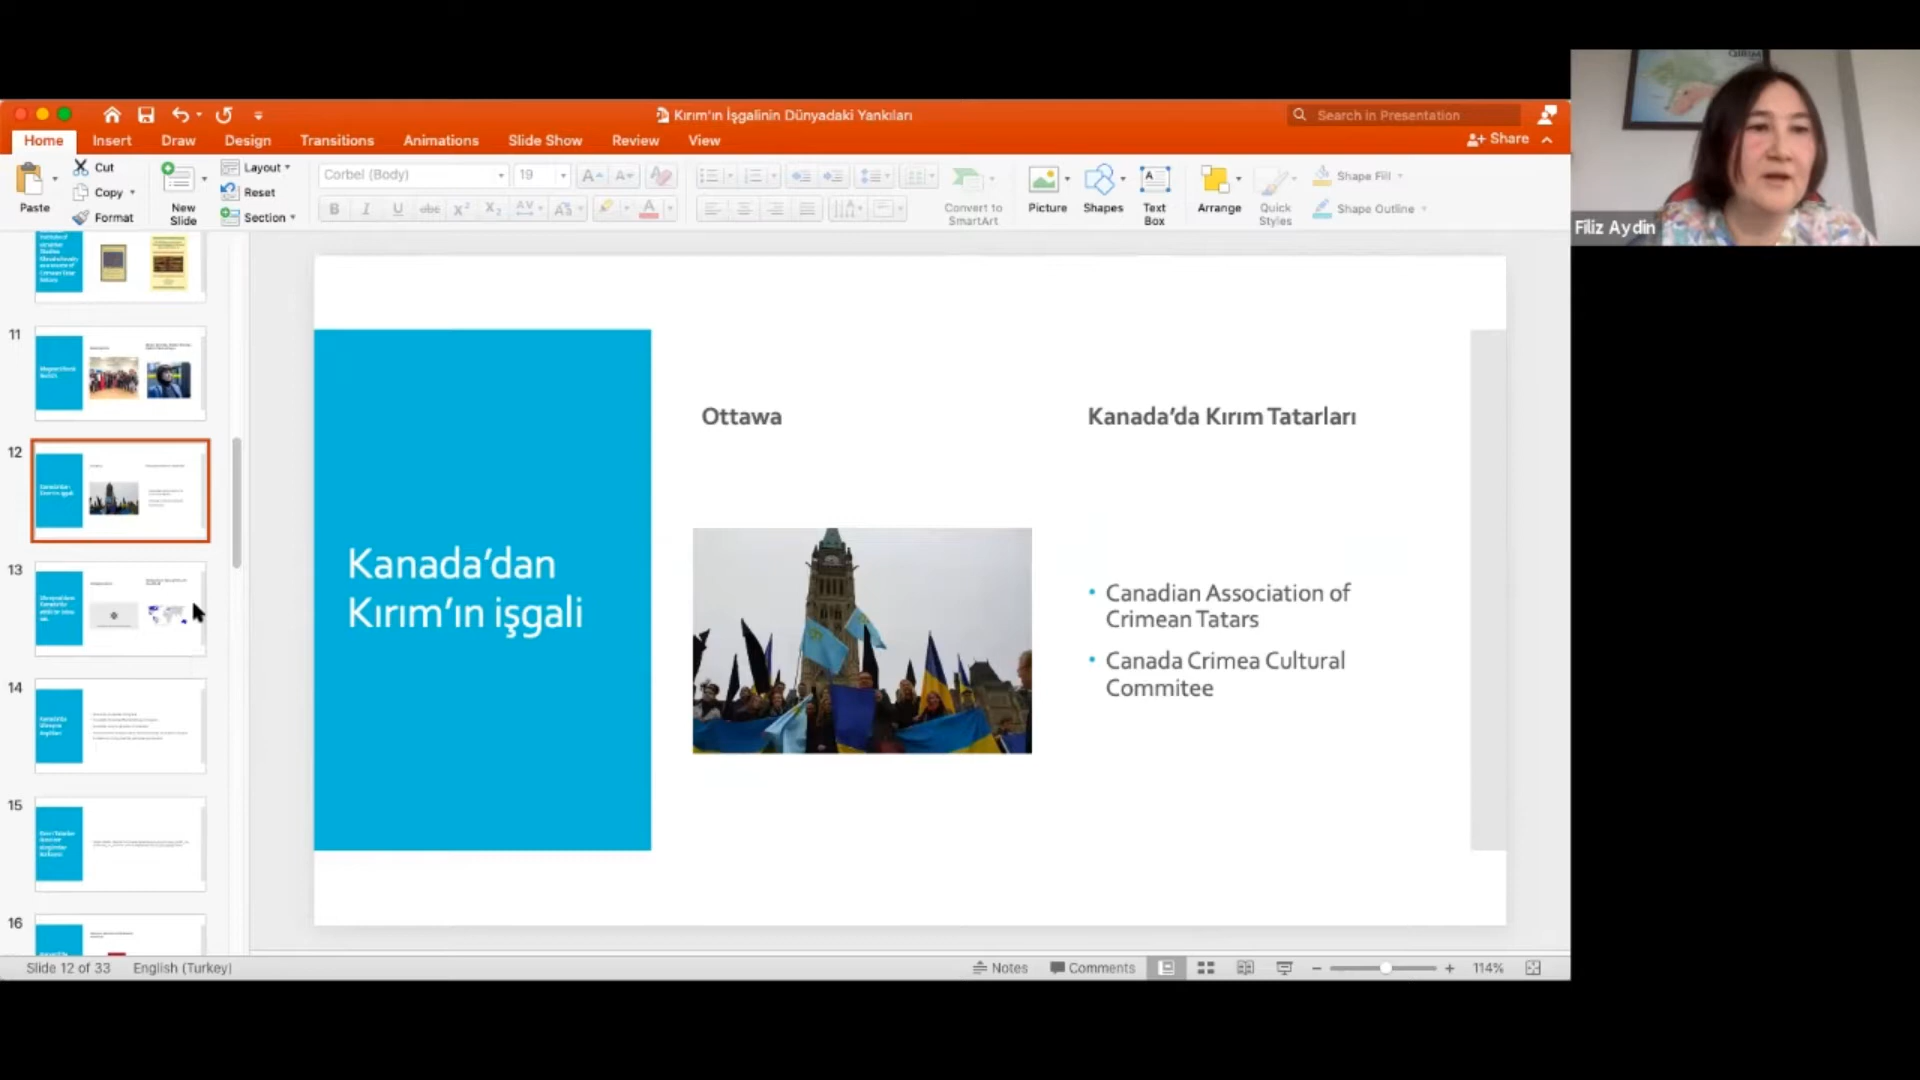 Kırım'ın İşgalinin Dünyadaki Yankıları
Search in Presentation
Home Insert Draw Design Transitions Animations Slide Show Review View
Share
Paste
Cut
Copy
Format
New
Slide
Layout
Reset
Section
Corbel (Body) 19
Convert to
SmartArt
Picture
Shapes
Text
Box
Arrange
Quick
Styles
Shape Fill
Shape Outline
Filiz Aydin
11
12
13
14
15
16
Kanada'dan
Kırım'ın işgali
Ottawa
Kanada'da Kırım Tatarları
• Canadian Association of
Crimean Tatars
• Canada Crimea Cultural
Commitee
Slide 12 of 33 English (Turkey)
Notes Comments 114%